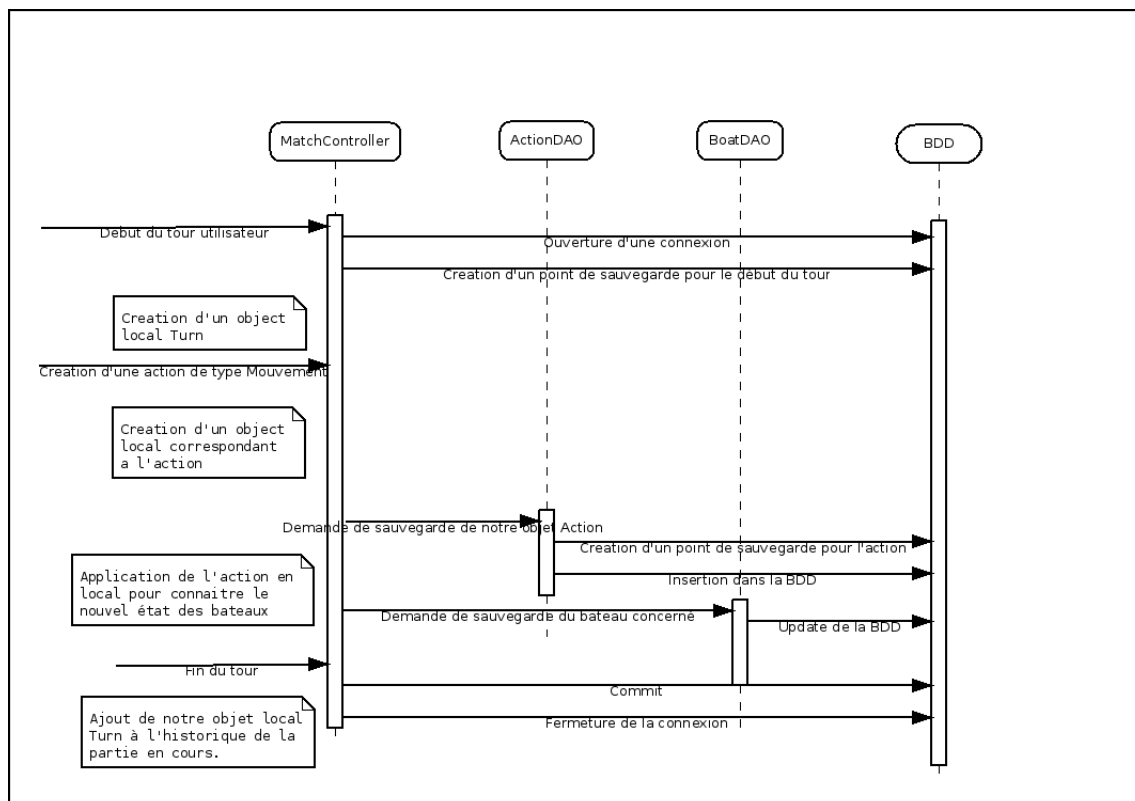 MatchController
ActionDAO
BoatDAO
BDD
Début du tour utilisateur
Ouverture d'une connexion
Creation d'un point de sauvegarde pour le début du tour
Creation d'un object
local Turn
Creation d'une action de type Mouvement
Creation d'un object
local correspondant
a l'action
Demande de sauvegarde de notre objet Action
Creation d'un point de sauvegarde pour l'action
Application de l'action en
local pour connaitre le
nouvel état des bateaux
Insertion dans la BDD
Demande de sauvegarde du bateau concerné
Update de la BDD
Fin du tour
Commit
Ajout de notre objet local
Turn à l'historique de la
partie en cours.
Fermeture de la connexion